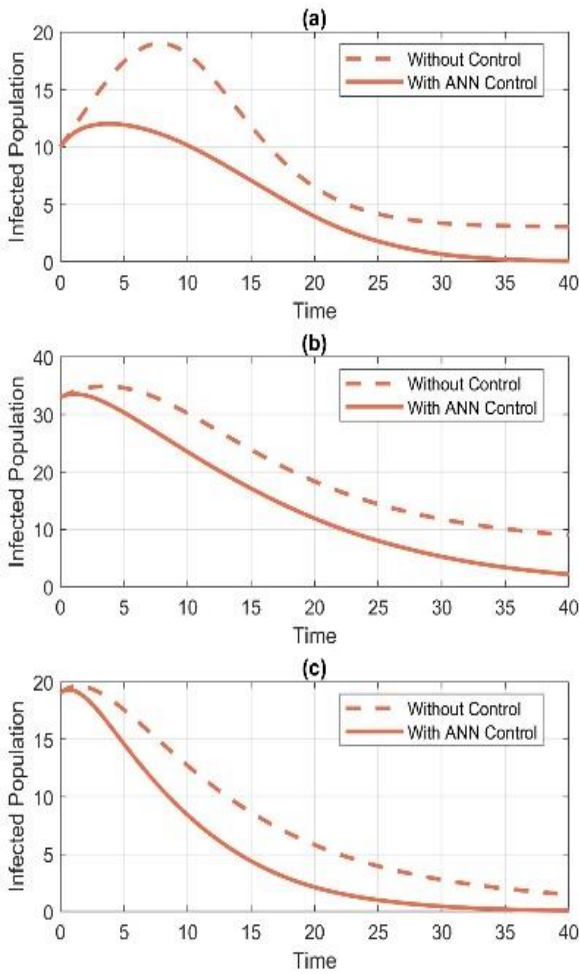 (a)
20
15
10
5
0
Infected Population
Without Control
With ANN Control
0 5 10 15 20 25 30 35 40
Time
(b)
40
30
20
10
0
Infected Population
Without Control
With ANN Control
0 5 10 15 20 25 30 35 40
Time
(c)
20
15
10
5
0
Infected Population
Without Control
With ANN Control
0 5 10 15 20 25 30 35 40
Time